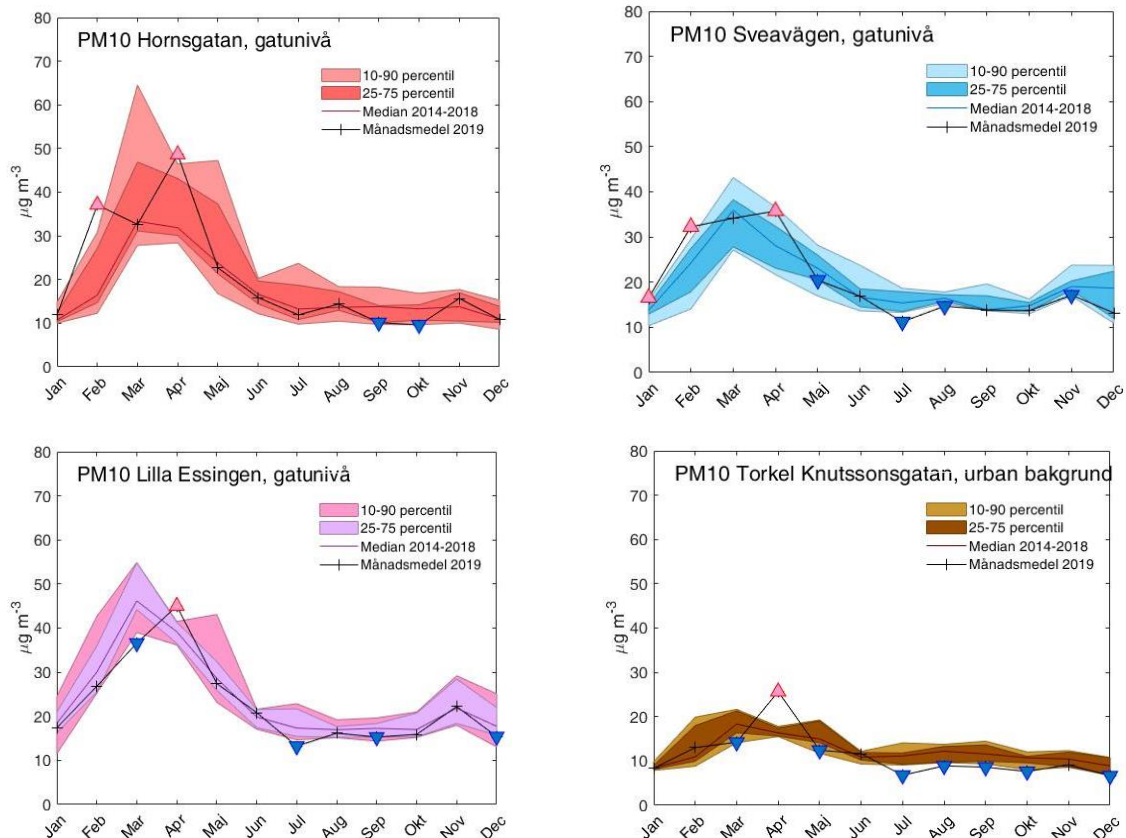 PM10 Hornsgatan, gatunivå
10-90 percentil
25-75 percentil
Median 2014-2018
Månadsmedel 2019
µg m-3
80
70
60
50
40
30
20
10
0
Jan Feb Mar Apr Maj Jun Jul Aug Sep Okt Nov Dec
PM10 Sveavägen, gatunivå
10-90 percentil
25-75 percentil
Median 2014-2018
Månadsmedel 2019
µg m-3
80
70
60
50
40
30
20
10
0
Jan Feb Mar Apr Maj Jun Jul Aug Sep Okt Nov Dec
PM10 Lilla Essingen, gatunivå
10-90 percentil
25-75 percentil
Median 2014-2018
Månadsmedel 2019
µg m-3
80
70
60
50
40
30
20
10
0
Jan Feb Mar Apr Maj Jun Jul Aug Sep Okt Nov Dec
PM10 Torkel Knutssonsgatan, urban bakgrund
10-90 percentil
25-75 percentil
Median 2014-2018
Månadsmedel 2019
µg m-3
80
70
60
50
40
30
20
10
0
Jan Feb Mar Apr Maj Jun Jul Aug Sep Okt Nov Dec